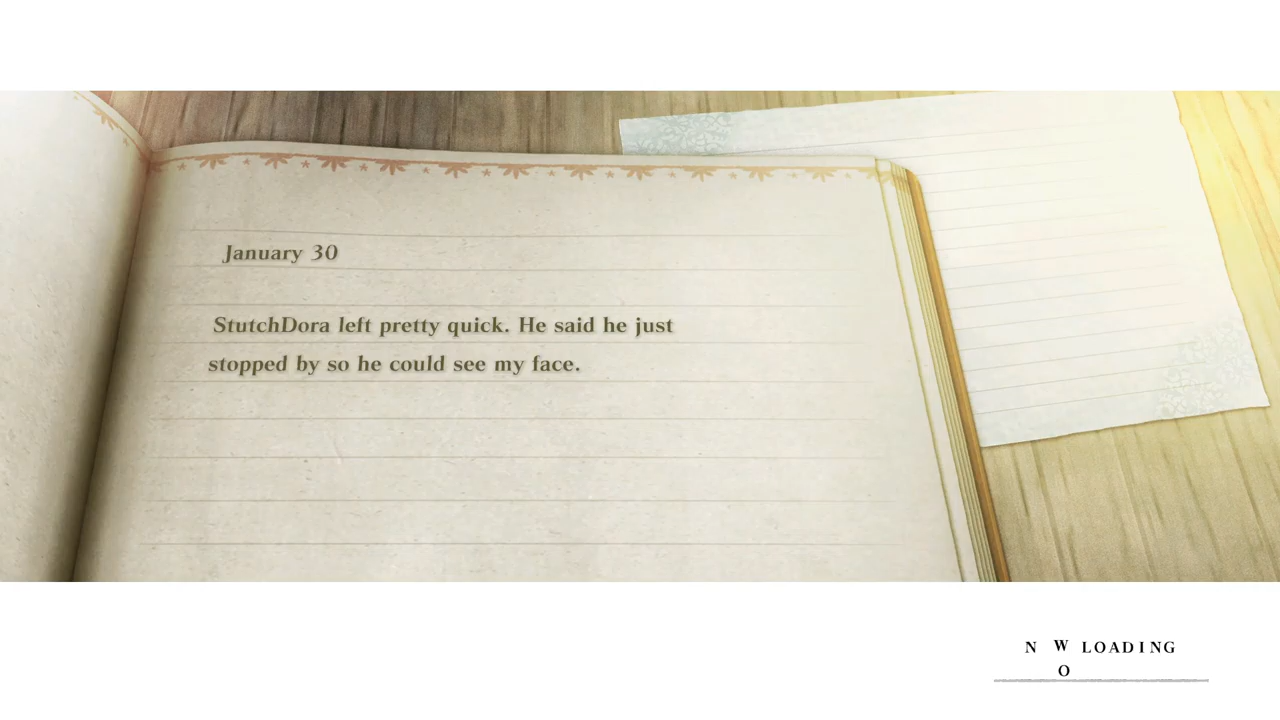 January 30
StutchDora left pretty quick. He said he just
stopped by so he could see my face.
NOW LOADING